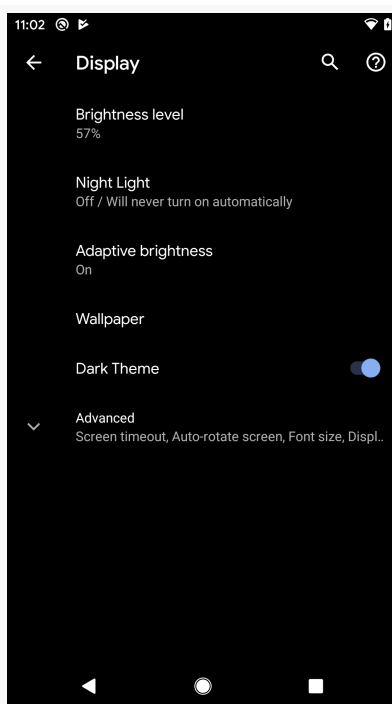 11:02
Display
Brightness level
57%
Night Light
Off / Will never turn on automatically
Adaptive brightness
On
Wallpaper
Dark Theme
Advanced
Screen timeout, Auto-rotate screen, Font size, Displ..